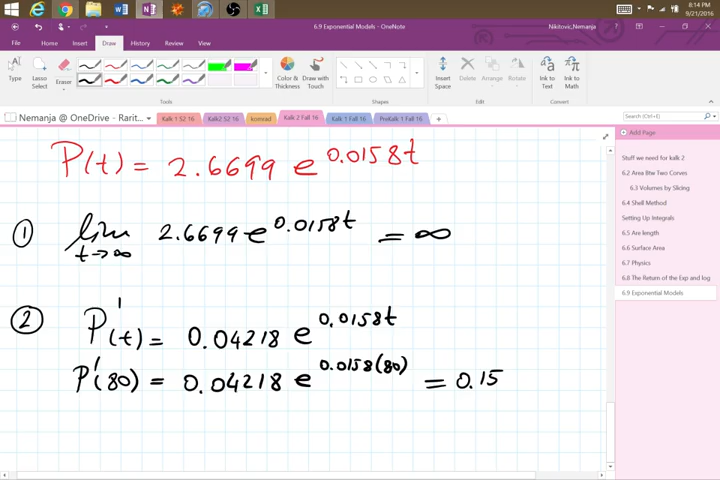 8:14 PM
9/21/2016
6.9 Exponential Models - OneNote
Nikitovic, Nemanja
File Home Insert Draw History Review View
Type
Lasso Select
Eraser
Color & Thickness
Draw with Touch
Insert Space
Delete
Arrange
Rotate
Ink to Text
Ink to Math
Tools
Shapes
Edit
Convert
Nemanja @ OneDrive - Rarit...
Kalk 1 S2 16
Kalk2 S2 16
komrad
Kalk 2 Fall 16
Kalk 1 Fall 16
PreKalk 1 Fall 16
+
Search (Ctrl+E)
Add Page
Stuff we need for kalk 2
6.2 Area Btw Two Curves
6.3 Volumes by Slicing
6.4 Shell Method
Setting Up Integrals
6.5 Arc length
6.6 Surface Area
6.7 Physics
6.8 The Return of the Exp and log
6.9 Exponential Models
P(t) = 2.6699 e^0.0158t
① lim t→∞ 2.6699 e^0.0158t = ∞
② P'(t) = 0.04218 e^0.0158t
P'(80) = 0.04218 e^0.0158(80) = 0.15